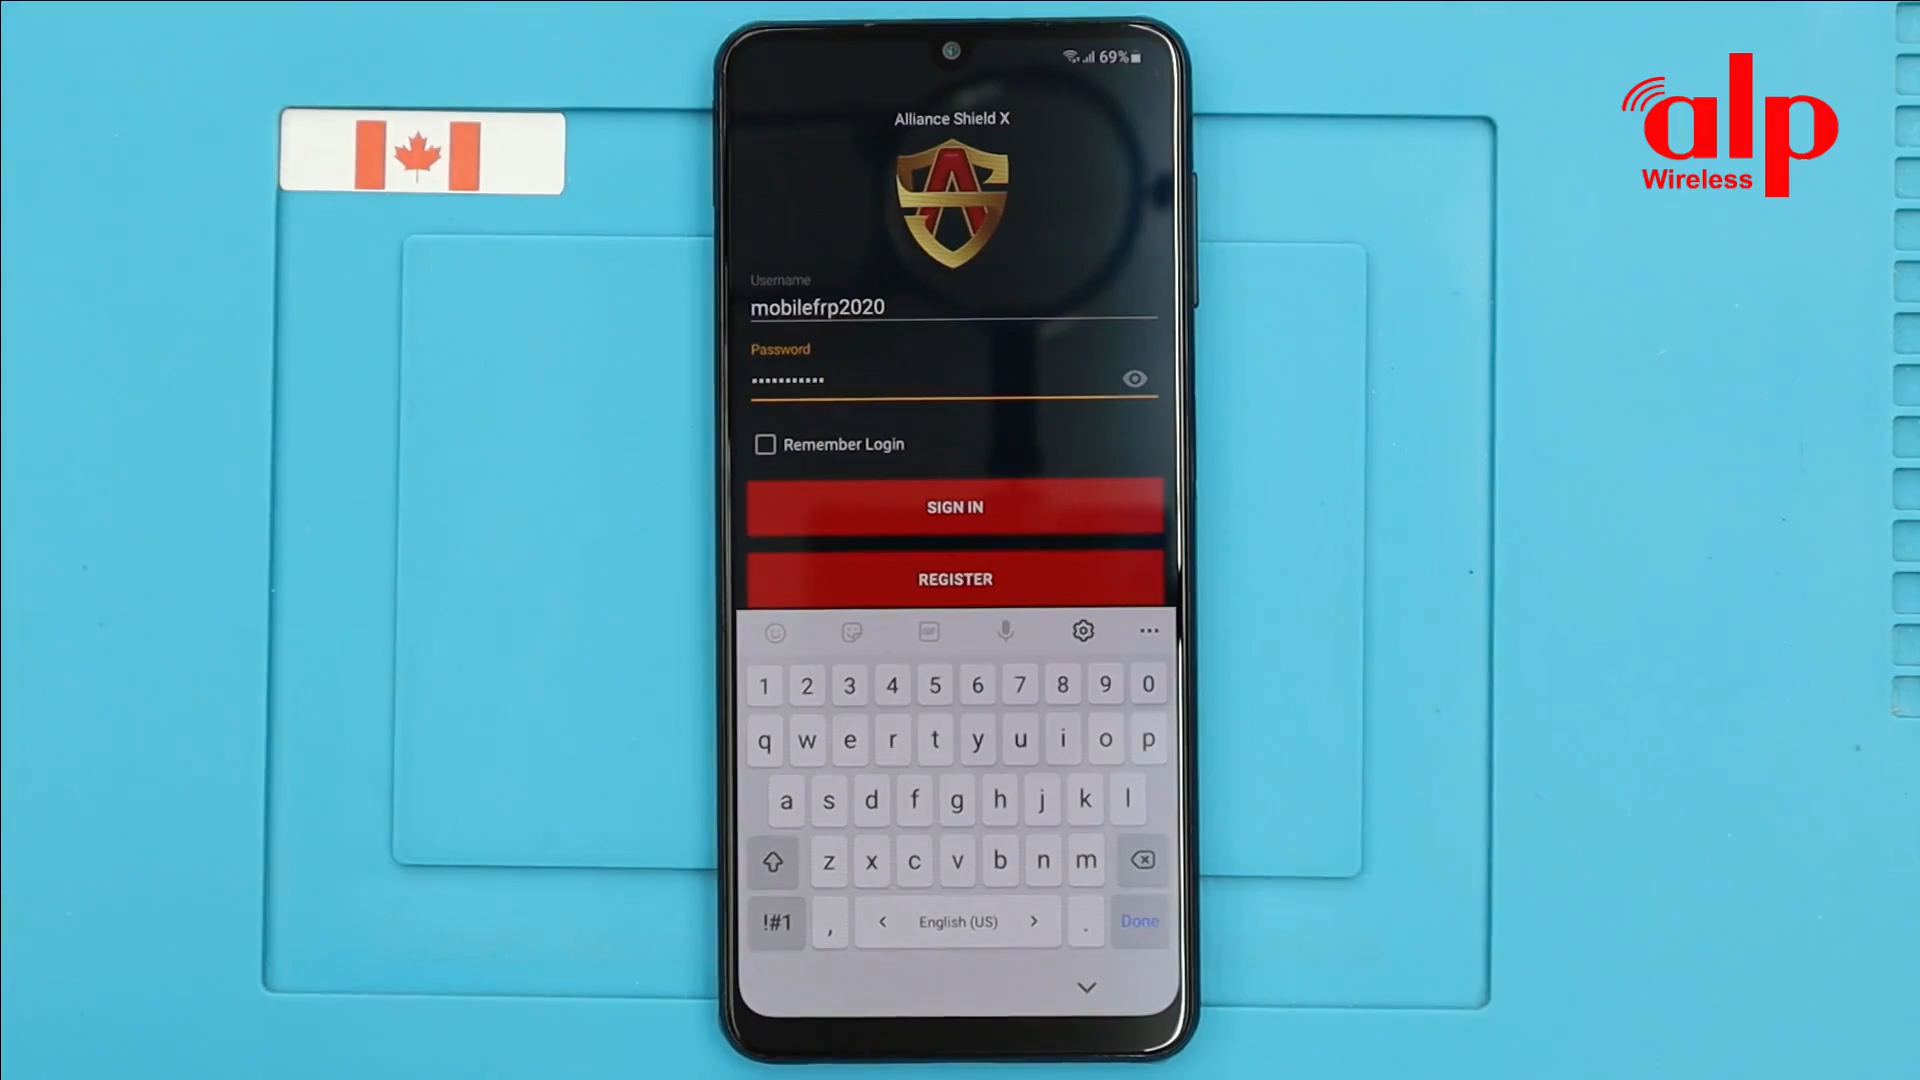 alp
Wireless
69%
Alliance Shield X
Username
mobilefrp2020
Password
Remember Login
SIGN IN
REGISTER
GIF
1 2 3 4 5 6 7 8 9 0
q w e r t y u i o p
a s d f g h j k l
z x c v b n m
!#1 , < English (US) > . Done